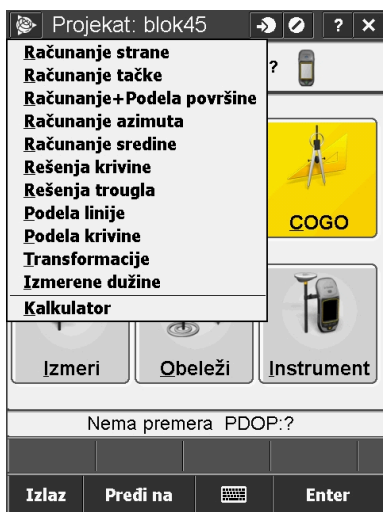 Projekat: blok45
? X
Računanje strane
Računanje tačke
?
Računanje+Podela površine
Računanje azimuta
Računanje sredine
Rešenja krivine
Rešenja trougla
Podela linije
COGO
Podela krivine
Transformacije
Izmerene dužine
Kalkulator
Izmeri Obeleži Instrument
Nema premera PDOP:?
Izlaz Pređi na Enter